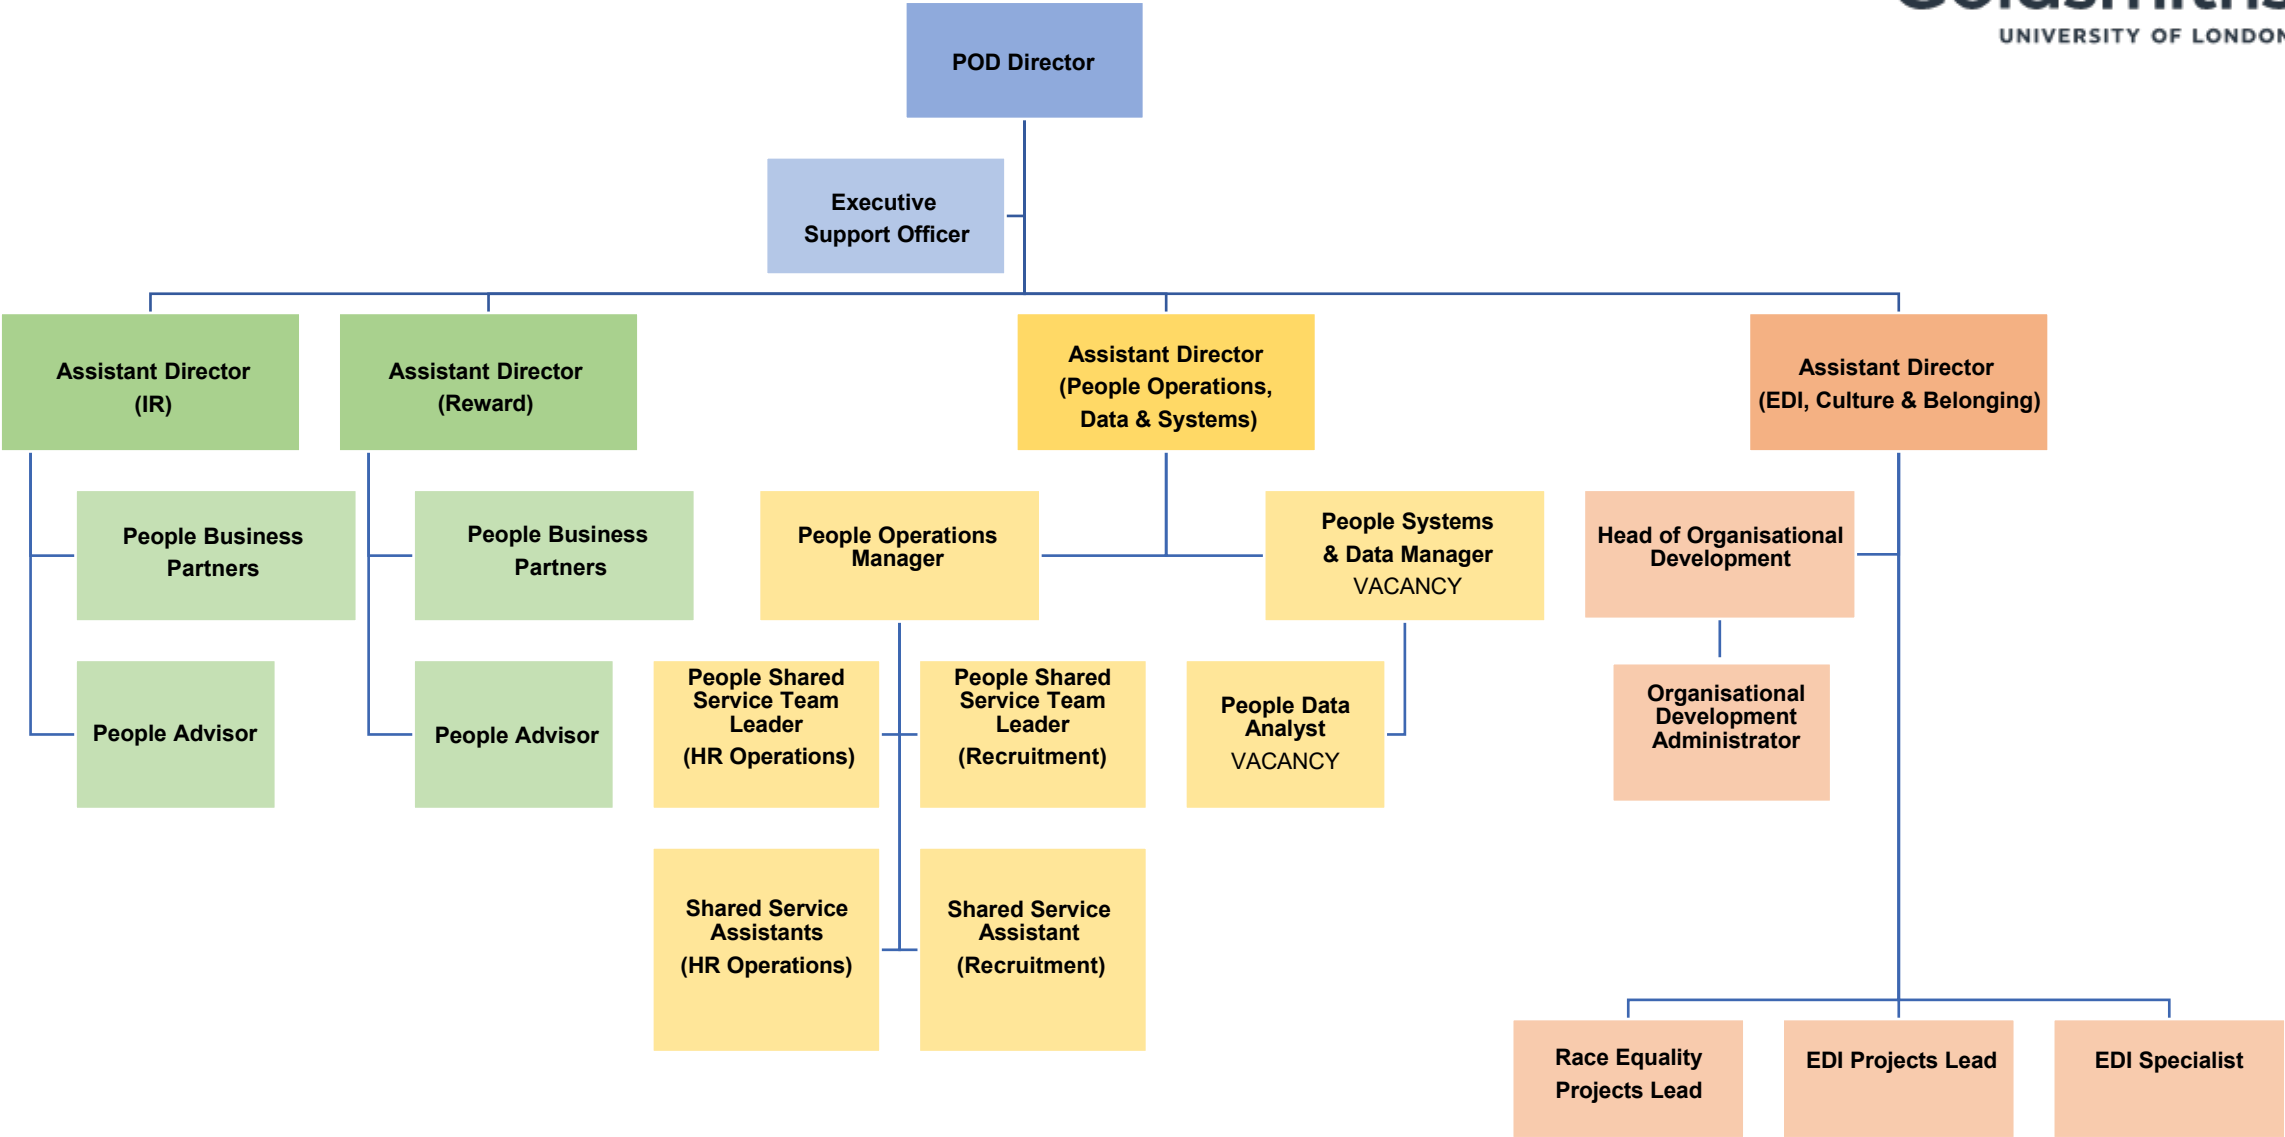 UNIVERSITY OF LONDON
POD Director
Executive
Support Officer
Assistant Director
(IR)
Assistant Director
(Reward)
Assistant Director
(People Operations,
Data & Systems)
Assistant Director
(EDI, Culture & Belonging)
People Business
Partners
People Business
Partners
People Operations
Manager
People Systems
& Data Manager
VACANCY
Head of Organisational
Development
People Advisor
People Advisor
People Shared
Service Team
Leader
(HR Operations)
People Shared
Service Team
Leader
(Recruitment)
People Data
Analyst
VACANCY
Organisational
Development
Administrator
Shared Service
Assistants
(HR Operations)
Shared Service
Assistant
(Recruitment)
Race Equality
Projects Lead
EDI Projects Lead
EDI Specialist